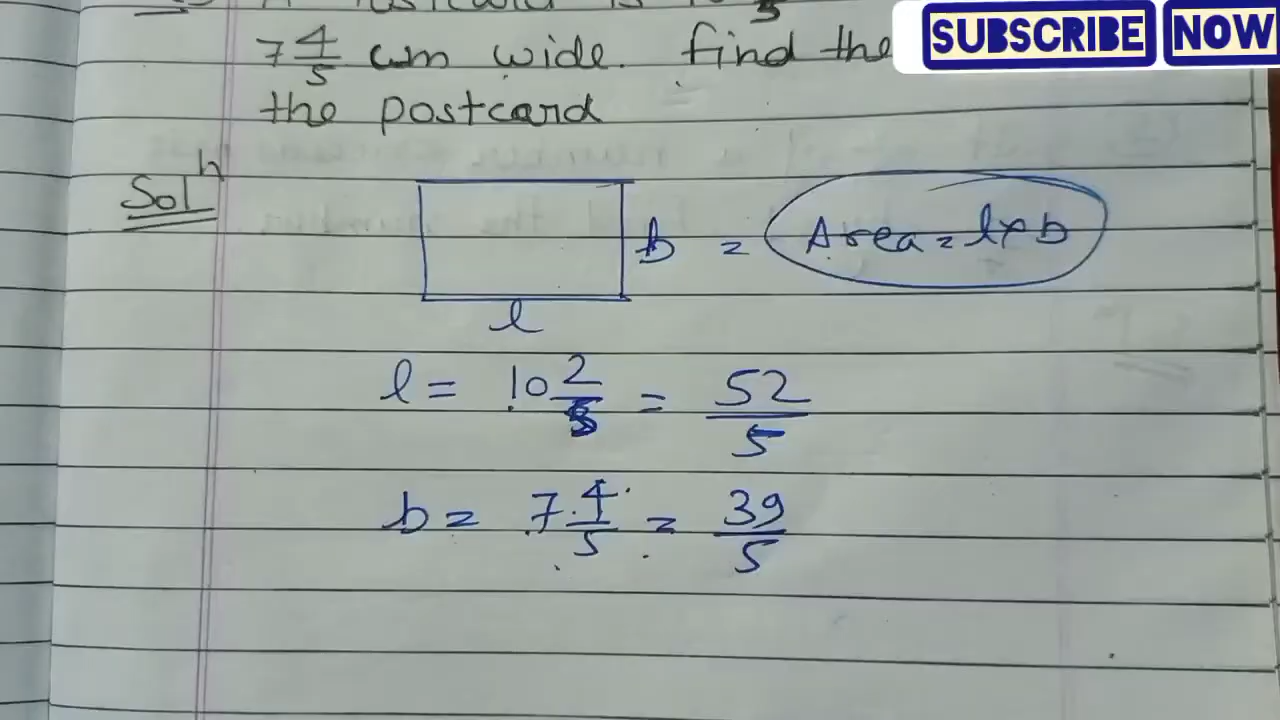 SUBSCRIBE NOW
7 4/5 cm wide. find the
the postcard
Solⁿ
b = Area = l×b
l
l = 10 2/5 = 52/5
b = 7 4/5 = 39/5